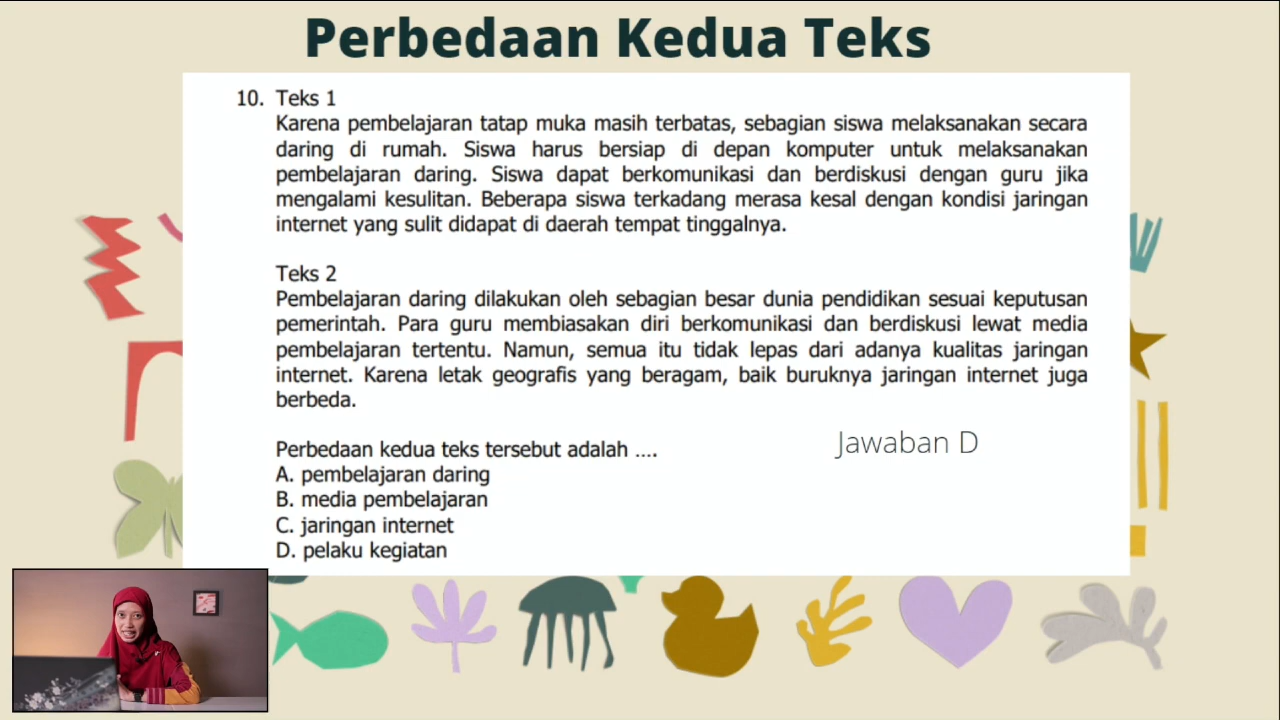 Perbedaan Kedua Teks
10. Teks 1
Karena pembelajaran tatap muka masih terbatas, sebagian siswa melaksanakan secara
daring di rumah. Siswa harus bersiap di depan komputer untuk melaksanakan
pembelajaran daring. Siswa dapat berkomunikasi dan berdiskusi dengan guru jika
mengalami kesulitan. Beberapa siswa terkadang merasa kesal dengan kondisi jaringan
internet yang sulit didapat di daerah tempat tinggalnya.
Teks 2
Pembelajaran daring dilakukan oleh sebagian besar dunia pendidikan sesuai keputusan
pemerintah. Para guru membiasakan diri berkomunikasi dan berdiskusi lewat media
pembelajaran tertentu. Namun, semua itu tidak lepas dari adanya kualitas jaringan
internet. Karena letak geografis yang beragam, baik buruknya jaringan internet juga
berbeda.
Perbedaan kedua teks tersebut adalah ....
A. pembelajaran daring
B. media pembelajaran
C. jaringan internet
D. pelaku kegiatan
Jawaban D